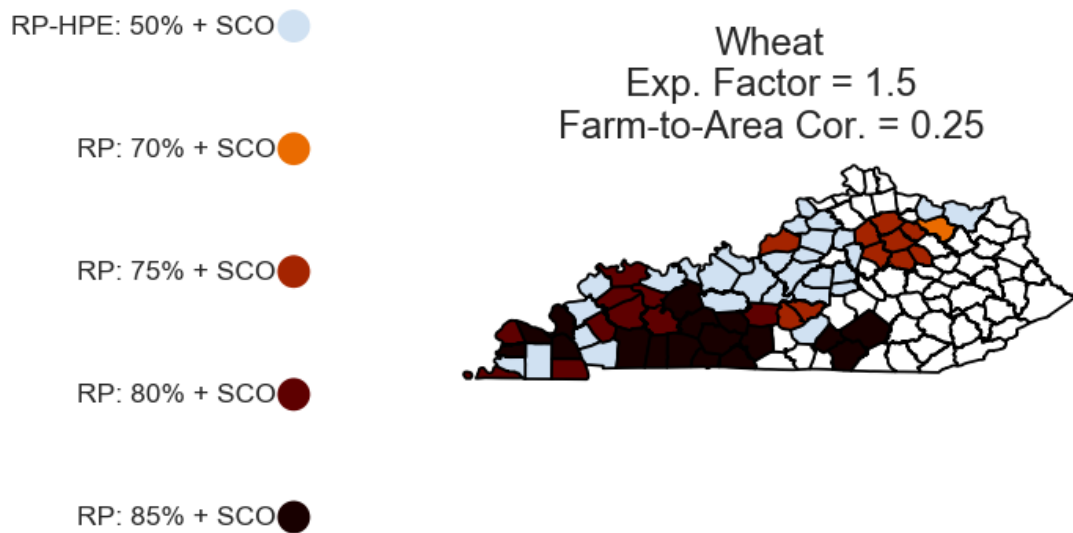 RP-HPE: 50% + SCO
Wheat
Exp. Factor = 1.5
Farm-to-Area Cor. = 0.25
RP: 70% + SCO
RP: 75% + SCO
RP: 80% + SCO
RP: 85% + SCO